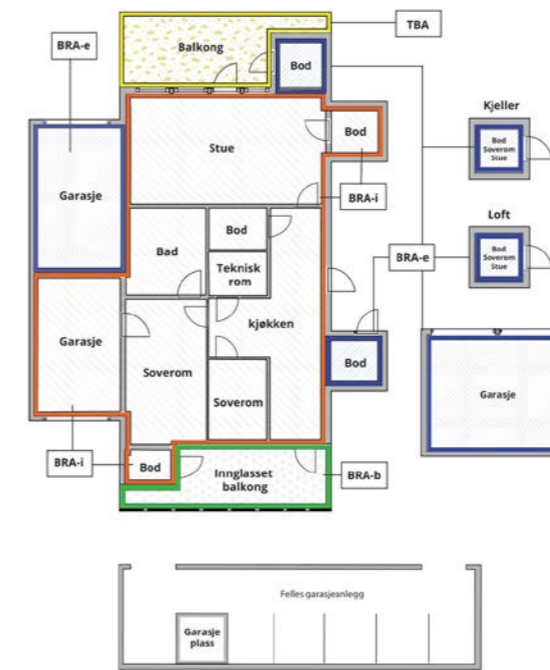 TBA
Balkong
BRA-e
Bod
Kjeller
Stue
Bod
Bod
Soverom
Stue
Garasje
BRA-i
Loft
Bod
Bad
Teknisk
rom
BRA-e
Bod
Soverom
Stue
kjøkken
Garasje
Soverom
Bod
Garasje
Soverom
BRA-i
Bod
Innglasset
balkong
BRA-b
Felles garasjeanlegg
Garasje
plass